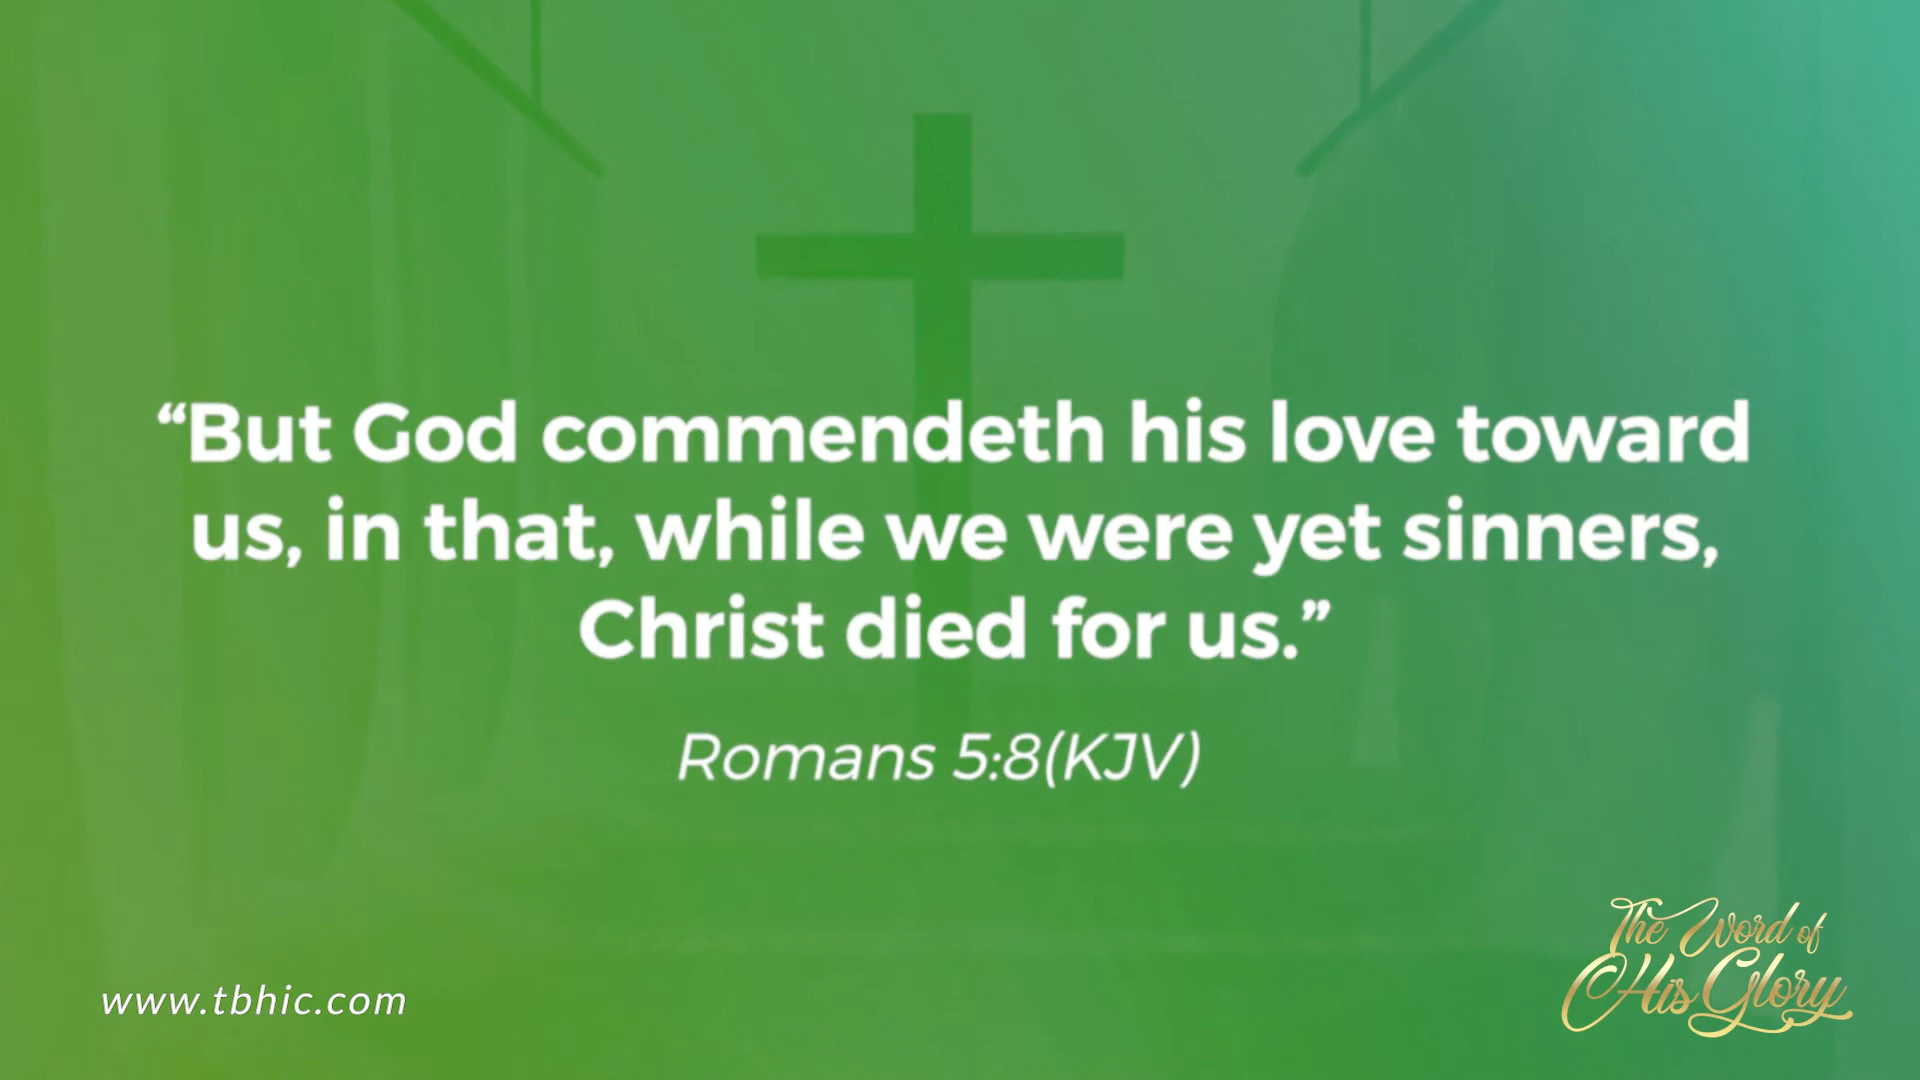 “But God commendeth his love toward
us, in that, while we were yet sinners,
Christ died for us.”
Romans 5:8(KJV)
www.tbhic.com
The Word of
His Glory